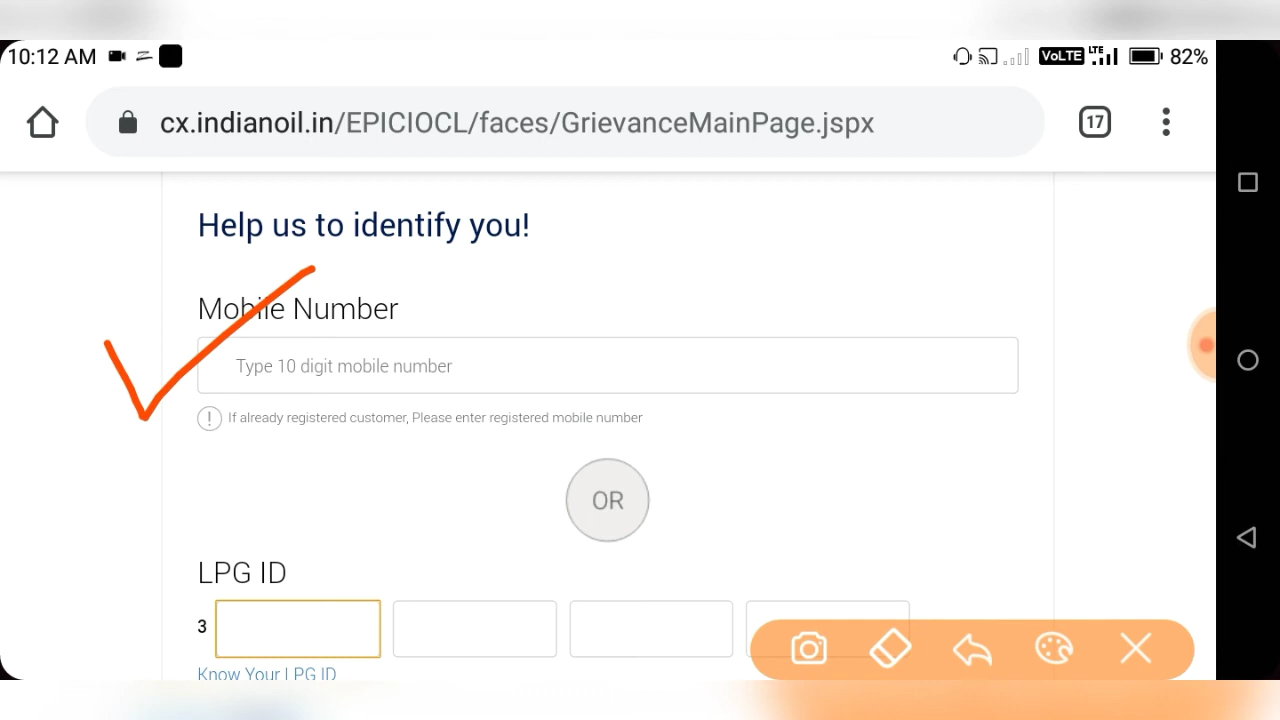 10:12 AM
VoLTE LTE 82%
cx.indianoil.in/EPICIOCL/faces/GrievanceMainPage.jspx
17
Help us to identify you!
Mobile Number
Type 10 digit mobile number
! If already registered customer, Please enter registered mobile number
OR
LPG ID
3
Know Your LPG ID